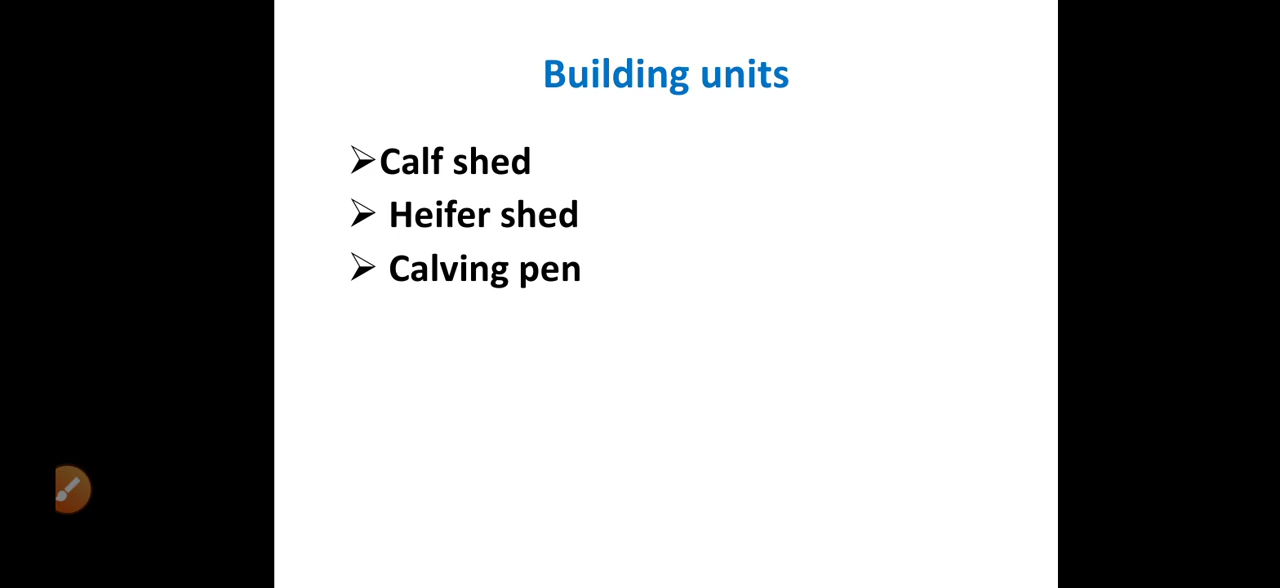 Building units
➢Calf shed
➢ Heifer shed
➢ Calving pen